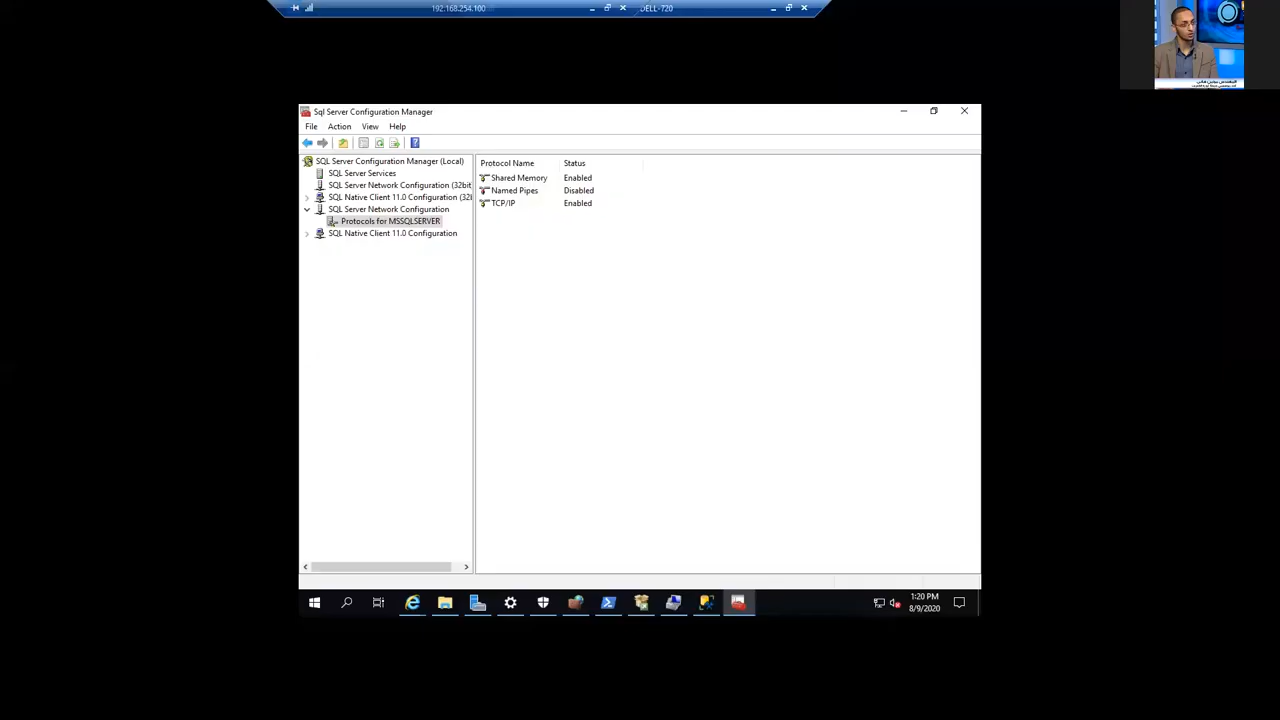 192.168.254.100
DELL-720
Sql Server Configuration Manager
File Action View Help
SQL Server Configuration Manager (Local)
SQL Server Services
SQL Server Network Configuration (32bit
SQL Native Client 11.0 Configuration (32l
SQL Server Network Configuration
Protocols for MSSQLSERVER
SQL Native Client 11.0 Configuration
Protocol Name Status
Shared Memory Enabled
Named Pipes Disabled
TCP/IP Enabled
1:20 PM
8/9/2020